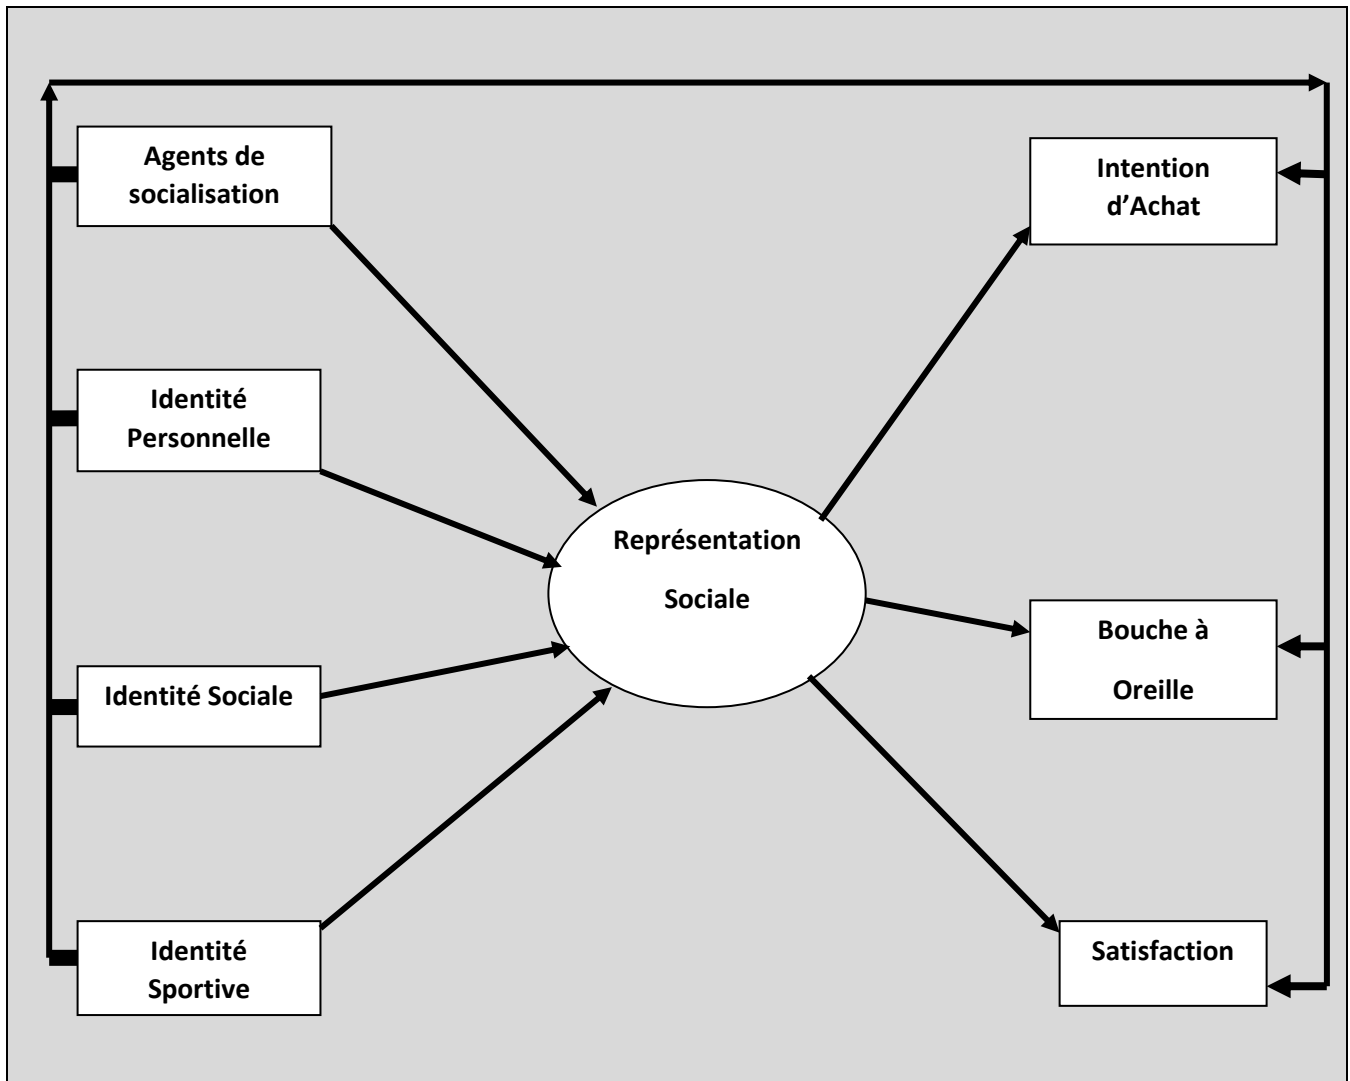 Agents de
socialisation
Intention
d’Achat
Identité
Personnelle
Représentation
Sociale
Bouche à
Oreille
Identité Sociale
Identité
Sportive
Satisfaction